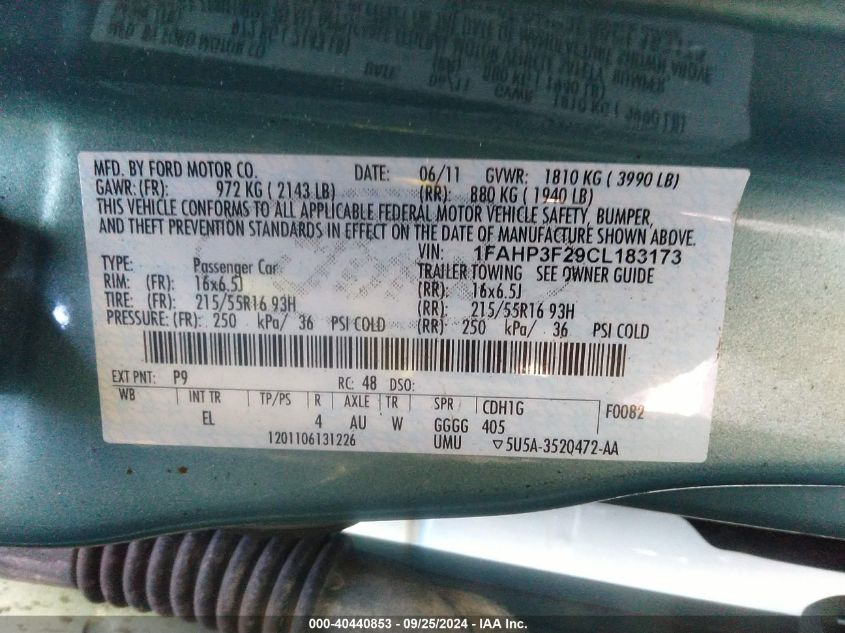 MFD. BY FORD MOTOR CO. DATE: 06/11 GVWR: 1810 KG ( 3990 LB)
GAWR: (FR): 972 KG ( 2143 LB) (RR): 880 KG ( 1940 LB)
THIS VEHICLE CONFORMS TO ALL APPLICABLE FEDERAL MOTOR VEHICLE SAFETY, BUMPER,
AND THEFT PREVENTION STANDARDS IN EFFECT ON THE DATE OF MANUFACTURE SHOWN ABOVE.
VIN: 1FAHP3F29CL183173
TYPE: Passenger Car TRAILER TOWING SEE OWNER GUIDE
RIM: (FR): 16x6.5J (RR): 16x6.5J
TIRE: (FR): 215/55R16 93H (RR): 215/55R16 93H
PRESSURE: (FR): 250 kPa/ 36 PSI COLD (RR): 250 kPa/ 36 PSI COLD
EXT PNT: P9 RC: 48 DSO:
WB INT TR TP/PS R AXLE TR SPR CDH1G F0082
EL 4 AU W GGGG 405
1201106131226 UMU ▽5U5A-3520472-AA
000-40440853 - 09/25/2024 - IAA Inc.